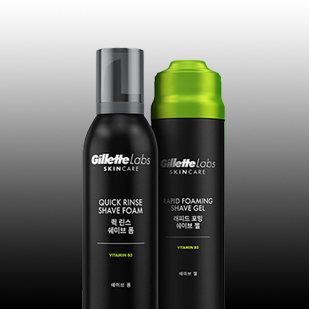 Gillette Labs
SKINCARE
QUICK RINSE
SHAVE FOAM
퀵 린스
쉐이브 폼
VITAMIN B3
쉐이브 폼
Gillette Labs
SKINCARE
RAPID FOAMING
SHAVE GEL
래피드 포밍
쉐이브 젤
VITAMIN B3
쉐이브 젤